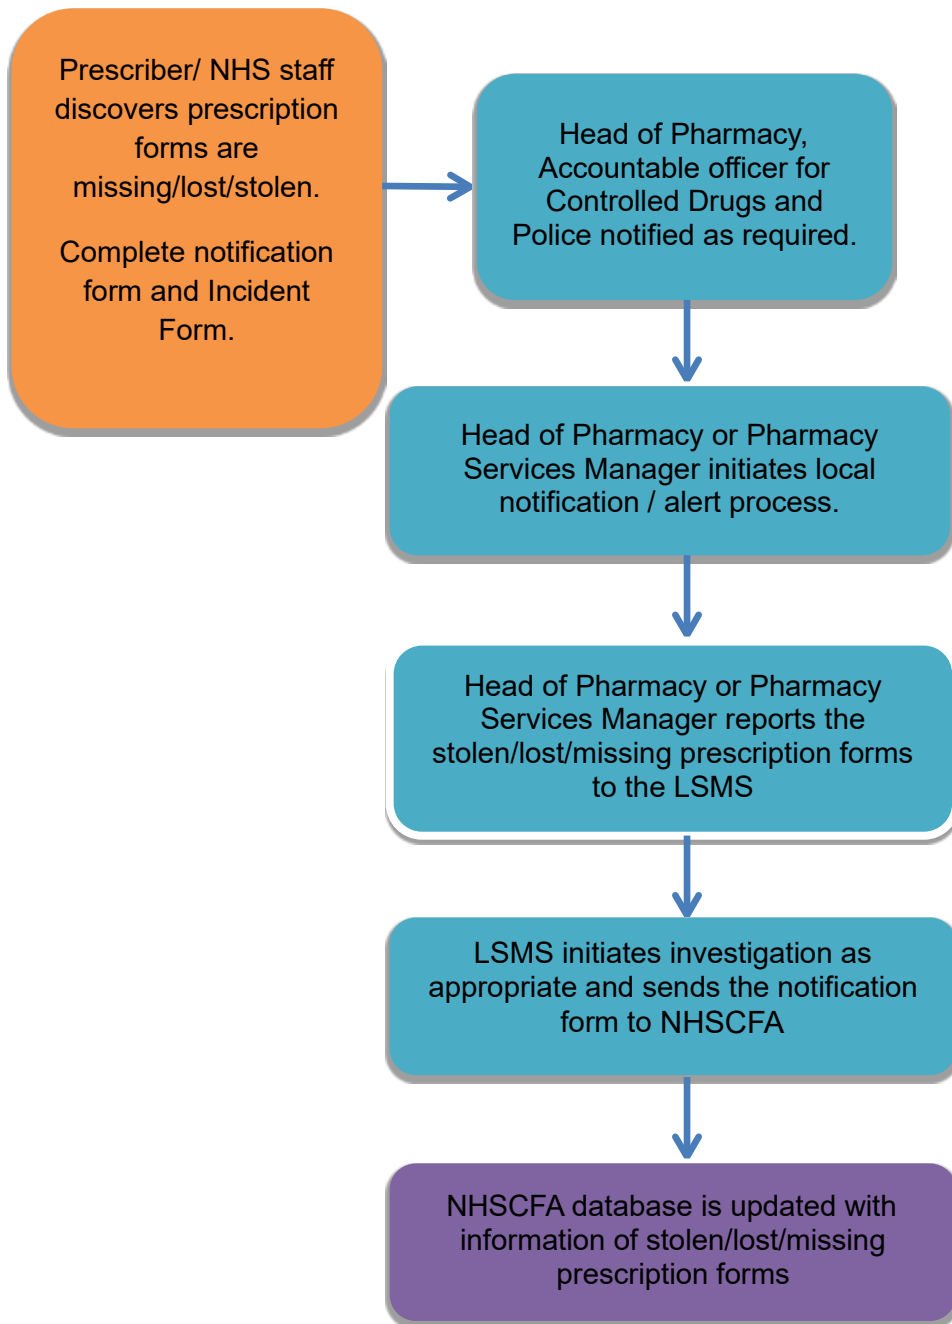 Prescriber/ NHS staff
discovers prescription
forms are
missing/lost/stolen.
Complete notification
form and Incident
Form.
Head of Pharmacy,
Accountable officer for
Controlled Drugs and
Police notified as required.
Head of Pharmacy or Pharmacy
Services Manager initiates local
notification / alert process.
Head of Pharmacy or Pharmacy
Services Manager reports the
stolen/lost/missing prescription forms
to the LSMS
LSMS initiates investigation as
appropriate and sends the notification
form to NHSCFA
NHSCFA database is updated with
information of stolen/lost/missing
prescription forms